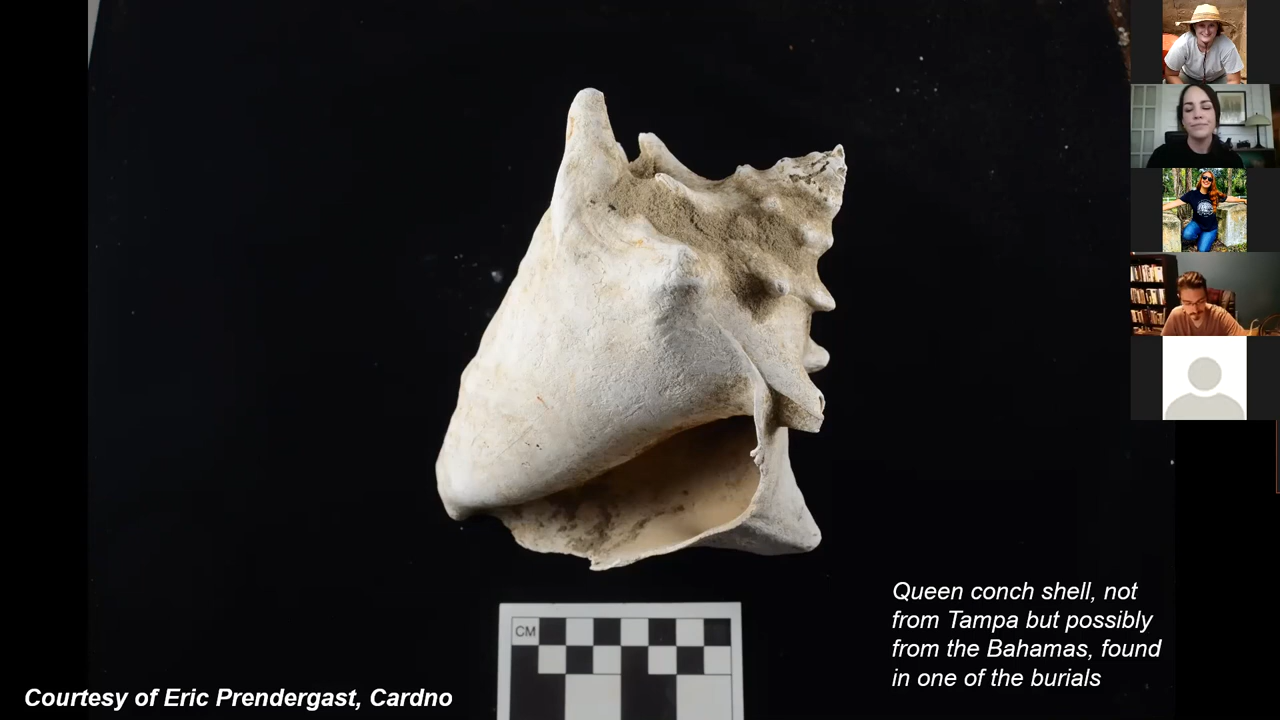 CM
Queen conch shell, not
from Tampa but possibly
from the Bahamas, found
in one of the burials
Courtesy of Eric Prendergast, Cardno